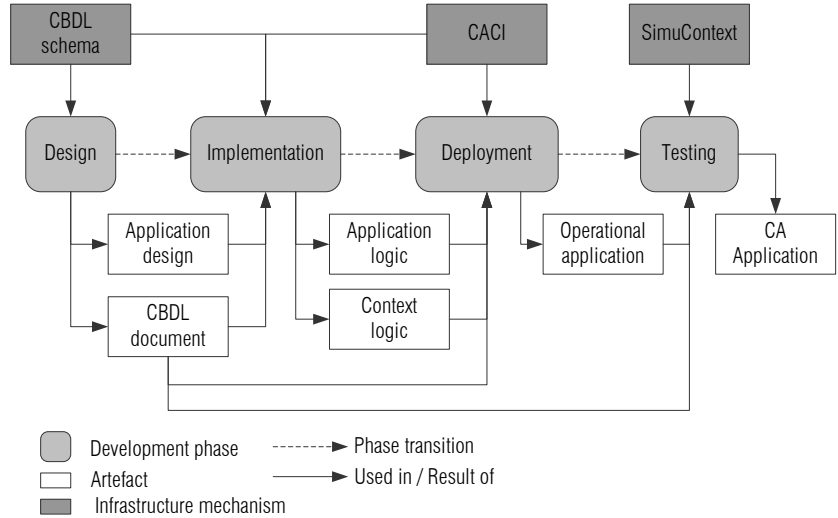 CBDL
schema
CACI
SimuContext
Design
Implementation
Deployment
Testing
Application
design
Application
logic
Operational
application
CA
Application
CBDL
document
Context
logic
Development phase
Phase transition
Artefact
Used in / Result of
Infrastructure mechanism